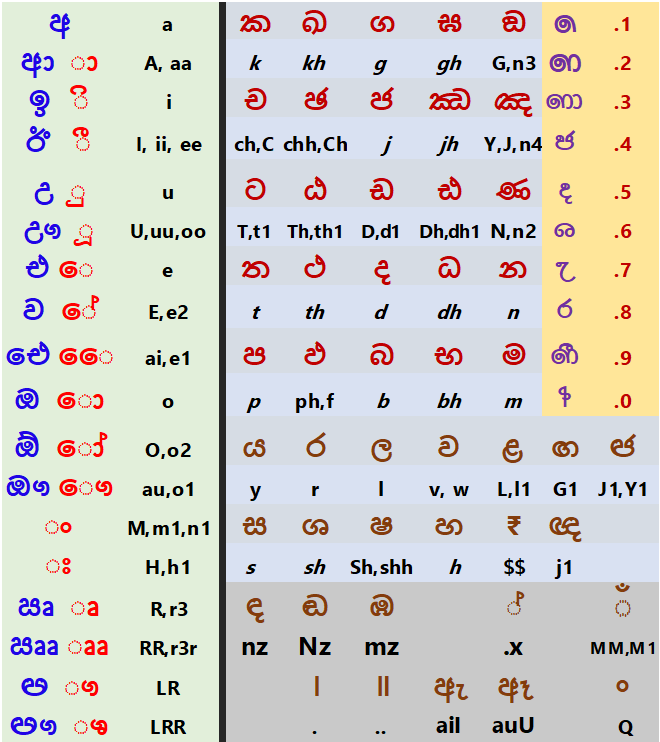 අ a ක ඛ ග ඝ ඞ ෧ .1
ආ ා A, aa k kh g gh G,n3 ෨ .2
ඉ ි i ච ඡ ජ ඣ ඤ ෩ .3
ඊ ී I, ii, ee ch,C chh,Ch j jh Y,J,n4 ෪ .4
උ ු u ට ඨ ඩ ඪ ණ ෫ .5
ඌ ූ U,uu,oo T,t1 Th,th1 D,d1 Dh,dh1 N,n2 ෬ .6
එ ෙ e ත ථ ද ධ න ෭ .7
ඒ ේ E,e2 t th d dh n ෮ .8
ඓ ෛ ai,e1 ප ඵ බ භ ම ෯ .9
ඔ ො o p ph,f b bh m .0
ඕ ෝ O,o2 ය ර ල ව ළ ඟ ඦ
ඖ ෞ au,o1 y r l v, w L,l1 G1 J1,Y1
ං M,m1,n1 ස ශ ෂ හ ₹ ඥ
ඃ H,h1 s sh Sh,shh h $$ j1
ඍ ෘ R,r3 ඳ ඬ ඹ ් ඁ
ඎ ෲ RR,r3r nz Nz mz .x MM,M1
ඏ ෟ LR । ॥ ඇ ඈ
ඐ ෳ LRR . .. aiI auU Q